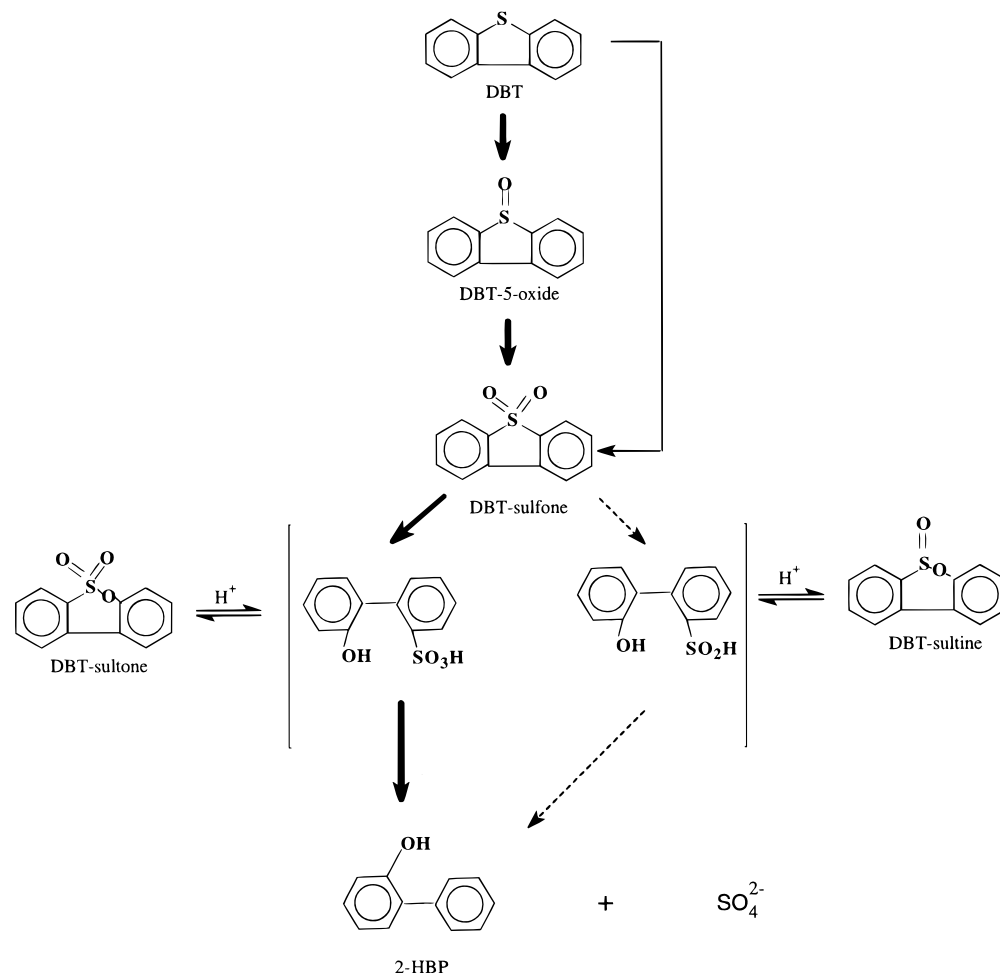 S
DBT
O
S
DBT-5-oxide
O O
S
DBT-sulfone
O O
S
O
DBT-sultone
H⁺
OH
SO₃H
OH
SO₂H
H⁺
O
S
O
DBT-sultine
OH
+
SO₄²⁻
2-HBP